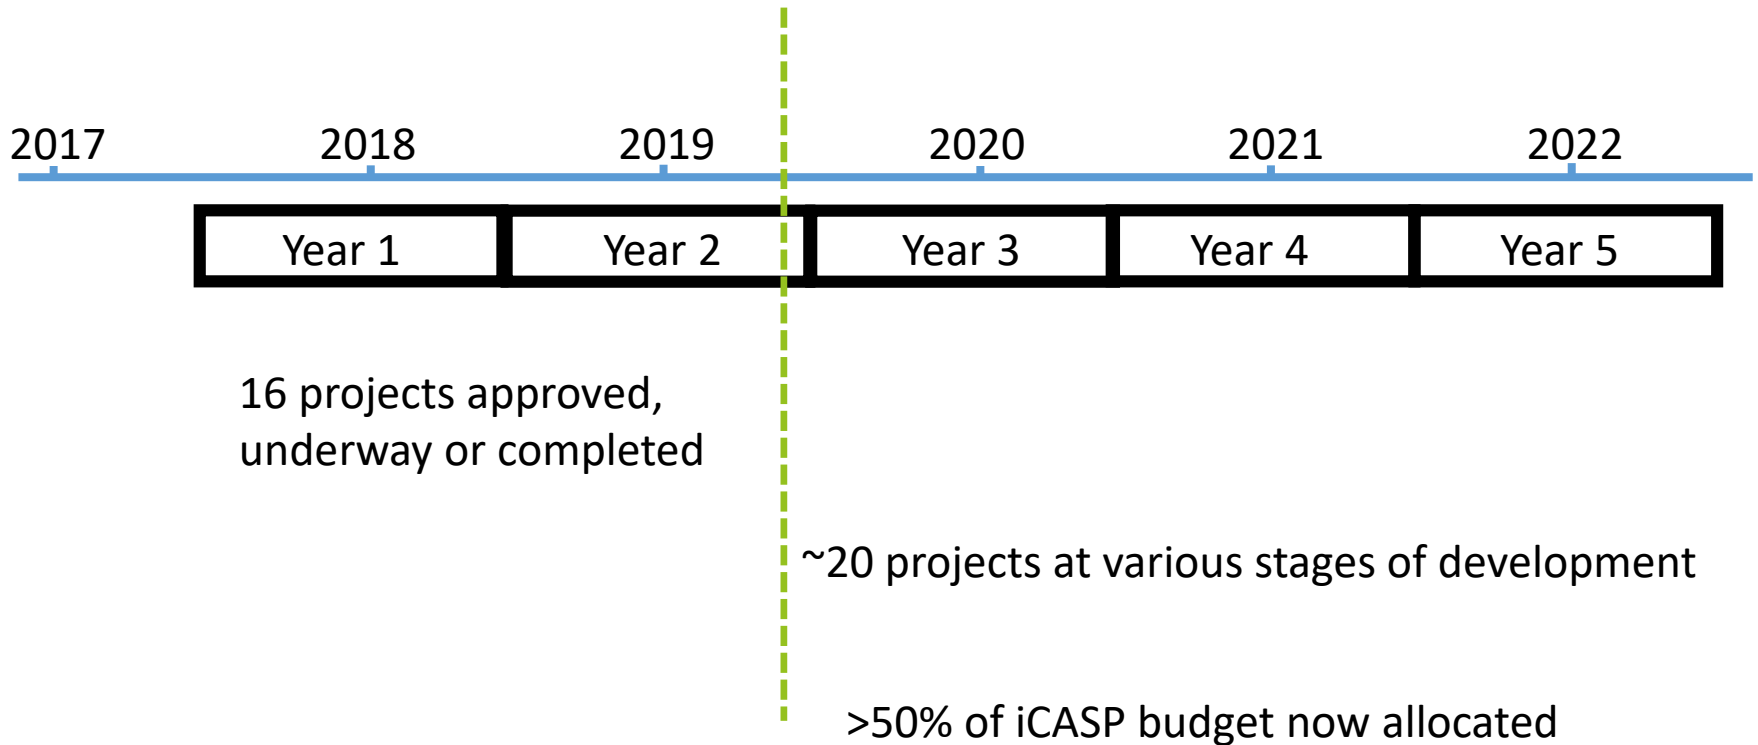 2017 2018 2019 2020 2021 2022
Year 1 Year 2 Year 3 Year 4 Year 5
16 projects approved,
underway or completed
~20 projects at various stages of development
>50% of iCASP budget now allocated